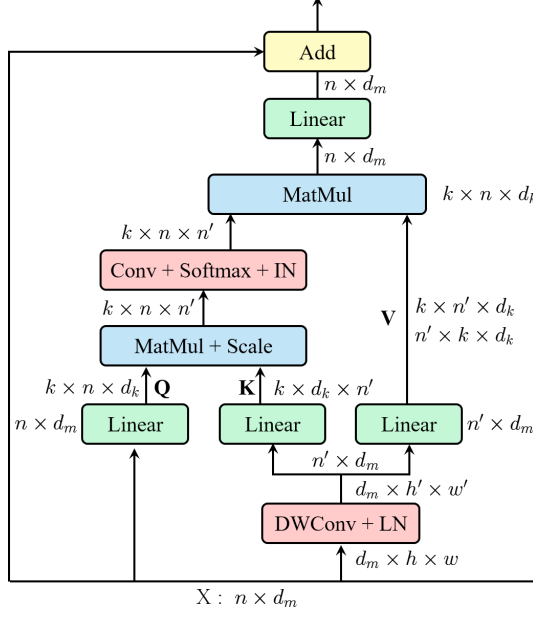 Add
n × d_m
Linear
n × d_m
MatMul
k × n × d_k
k × n × n′
Conv + Softmax + IN
k × n × n′
V
k × n′ × d_k
n′ × k × d_k
MatMul + Scale
k × n × d_k
Q
K
k × d_k × n′
n × d_m
Linear
Linear
Linear
n′ × d_m
n′ × d_m
d_m × h′ × w′
DWConv + LN
d_m × h × w
X : n × d_m